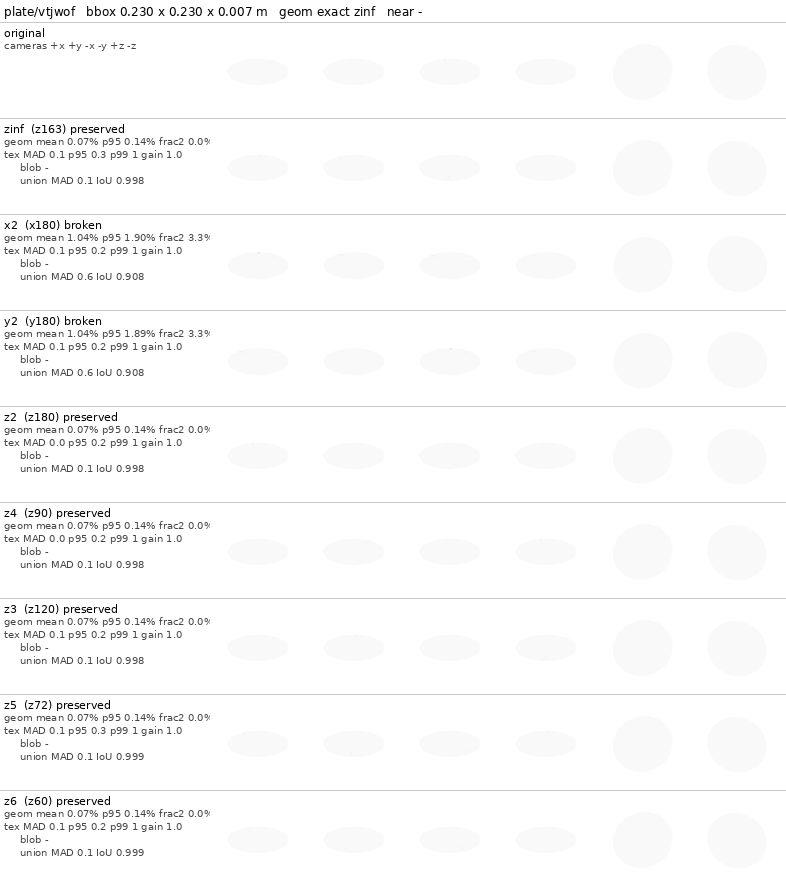 plate/vtjwof bbox 0.230 x 0.230 x 0.007 m geom exact zinf near -
original
cameras +x +y -x -y +z -z
zinf (z163) preserved
geom mean 0.07% p95 0.14% frac2 0.0%
tex MAD 0.1 p95 0.3 p99 1 gain 1.0
blob -
union MAD 0.1 IoU 0.998
x2 (x180) broken
geom mean 1.04% p95 1.90% frac2 3.3%
tex MAD 0.1 p95 0.2 p99 1 gain 1.0
blob -
union MAD 0.6 IoU 0.908
y2 (y180) broken
geom mean 1.04% p95 1.89% frac2 3.3%
tex MAD 0.1 p95 0.2 p99 1 gain 1.0
blob -
union MAD 0.6 IoU 0.908
z2 (z180) preserved
geom mean 0.07% p95 0.14% frac2 0.0%
tex MAD 0.0 p95 0.2 p99 1 gain 1.0
blob -
union MAD 0.1 IoU 0.998
z4 (z90) preserved
geom mean 0.07% p95 0.14% frac2 0.0%
tex MAD 0.0 p95 0.2 p99 1 gain 1.0
blob -
union MAD 0.1 IoU 0.998
z3 (z120) preserved
geom mean 0.07% p95 0.14% frac2 0.0%
tex MAD 0.1 p95 0.2 p99 1 gain 1.0
blob -
union MAD 0.1 IoU 0.998
z5 (z72) preserved
geom mean 0.07% p95 0.14% frac2 0.0%
tex MAD 0.1 p95 0.3 p99 1 gain 1.0
blob -
union MAD 0.1 IoU 0.999
z6 (z60) preserved
geom mean 0.07% p95 0.14% frac2 0.0%
tex MAD 0.1 p95 0.2 p99 1 gain 1.0
blob -
union MAD 0.1 IoU 0.999